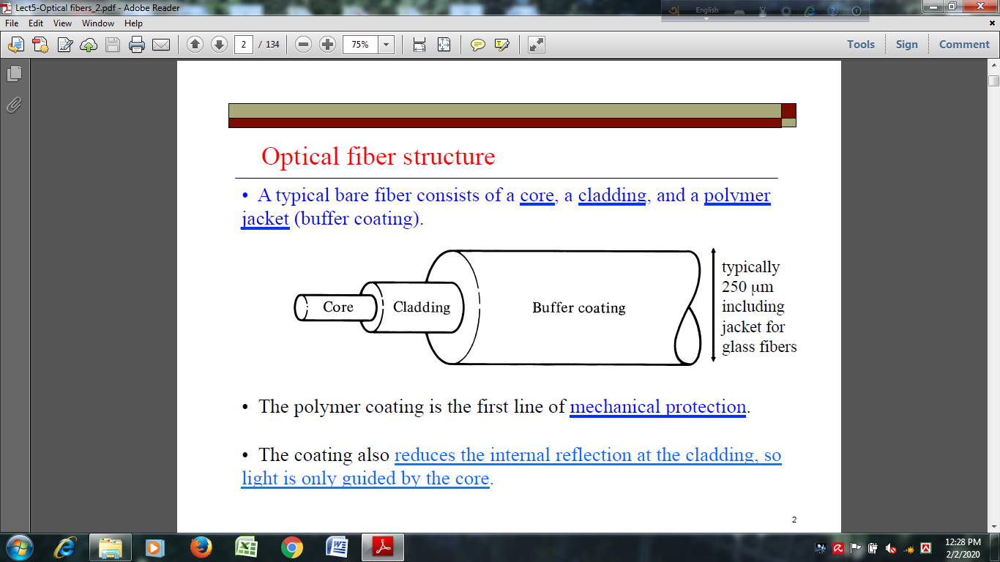 Lect5-Optical fibers_2.pdf - Adobe Reader
English
File Edit View Window Help
2 / 134
75%
Tools Sign Comment
Optical fiber structure
• A typical bare fiber consists of a core, a cladding, and a polymer
jacket (buffer coating).
Core
Cladding
Buffer coating
typically
250 μm
including
jacket for
glass fibers
• The polymer coating is the first line of mechanical protection.
• The coating also reduces the internal reflection at the cladding, so
light is only guided by the core.
2
12:28 PM
2/2/2020